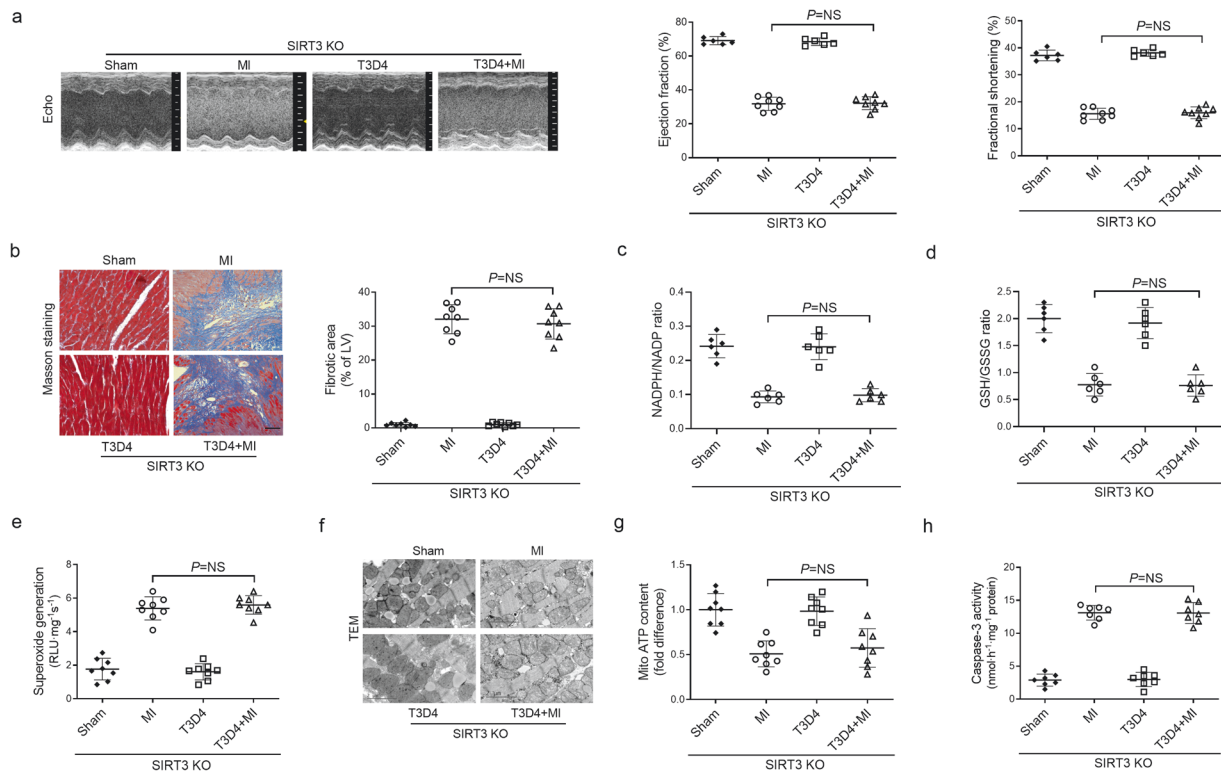 a
SIRT3 KO
Sham MI T3D4 T3D4+MI
Echo
Ejection fraction (%)
80
60
40
20
0
P=NS
Sham MI T3D4 T3D4+MI
SIRT3 KO
Fractional shortening (%)
50
40
30
20
10
0
P=NS
Sham MI T3D4 T3D4+MI
SIRT3 KO
b
Masson staining
Sham MI
T3D4 T3D4+MI
SIRT3 KO
Fibrotic area
(% of LV)
40
30
20
10
0
P=NS
Sham MI T3D4 T3D4+MI
SIRT3 KO
c
NADPH/NADP ratio
0.4
0.3
0.2
0.1
0.0
P=NS
Sham MI T3D4 T3D4+MI
SIRT3 KO
d
GSH/GSSG ratio
2.5
2.0
1.5
1.0
0.5
0.0
P=NS
Sham MI T3D4 T3D4+MI
SIRT3 KO
e
Superoxide generation
(RLU·mg⁻¹s⁻¹)
8
6
4
2
0
P=NS
Sham MI T3D4 T3D4+MI
SIRT3 KO
f
TEM
Sham MI
T3D4 T3D4+MI
SIRT3 KO
g
Mito ATP content
(fold difference)
1.5
1.0
0.5
0.0
P=NS
Sham MI T3D4 T3D4+MI
SIRT3 KO
h
Caspase-3 activity
(nmol·h⁻¹·mg⁻¹ protein)
20
15
10
5
0
P=NS
Sham MI T3D4 T3D4+MI
SIRT3 KO